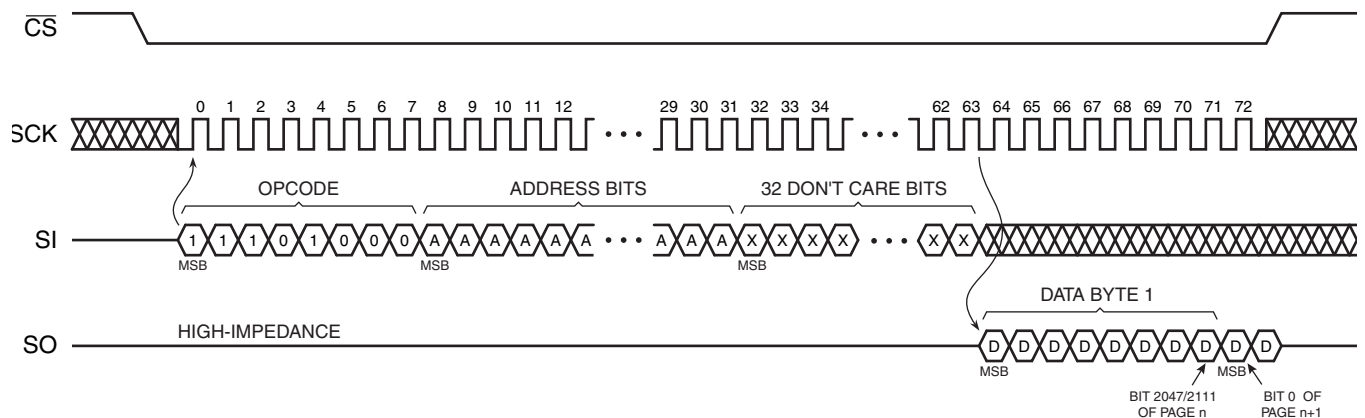 CS
0 1 2 3 4 5 6 7 8 9 10 11 12 29 30 31 32 33 34 62 63 64 65 66 67 68 69 70 71 72
SCK
OPCODE ADDRESS BITS 32 DON'T CARE BITS
SI 1 1 1 0 1 0 0 0 A A A A A A A A A X X X X X X
MSB MSB MSB
DATA BYTE 1
HIGH-IMPEDANCE
SO D D D D D D D D D D
MSB MSB
BIT 2047/2111 BIT 0 OF
OF PAGE n PAGE n+1